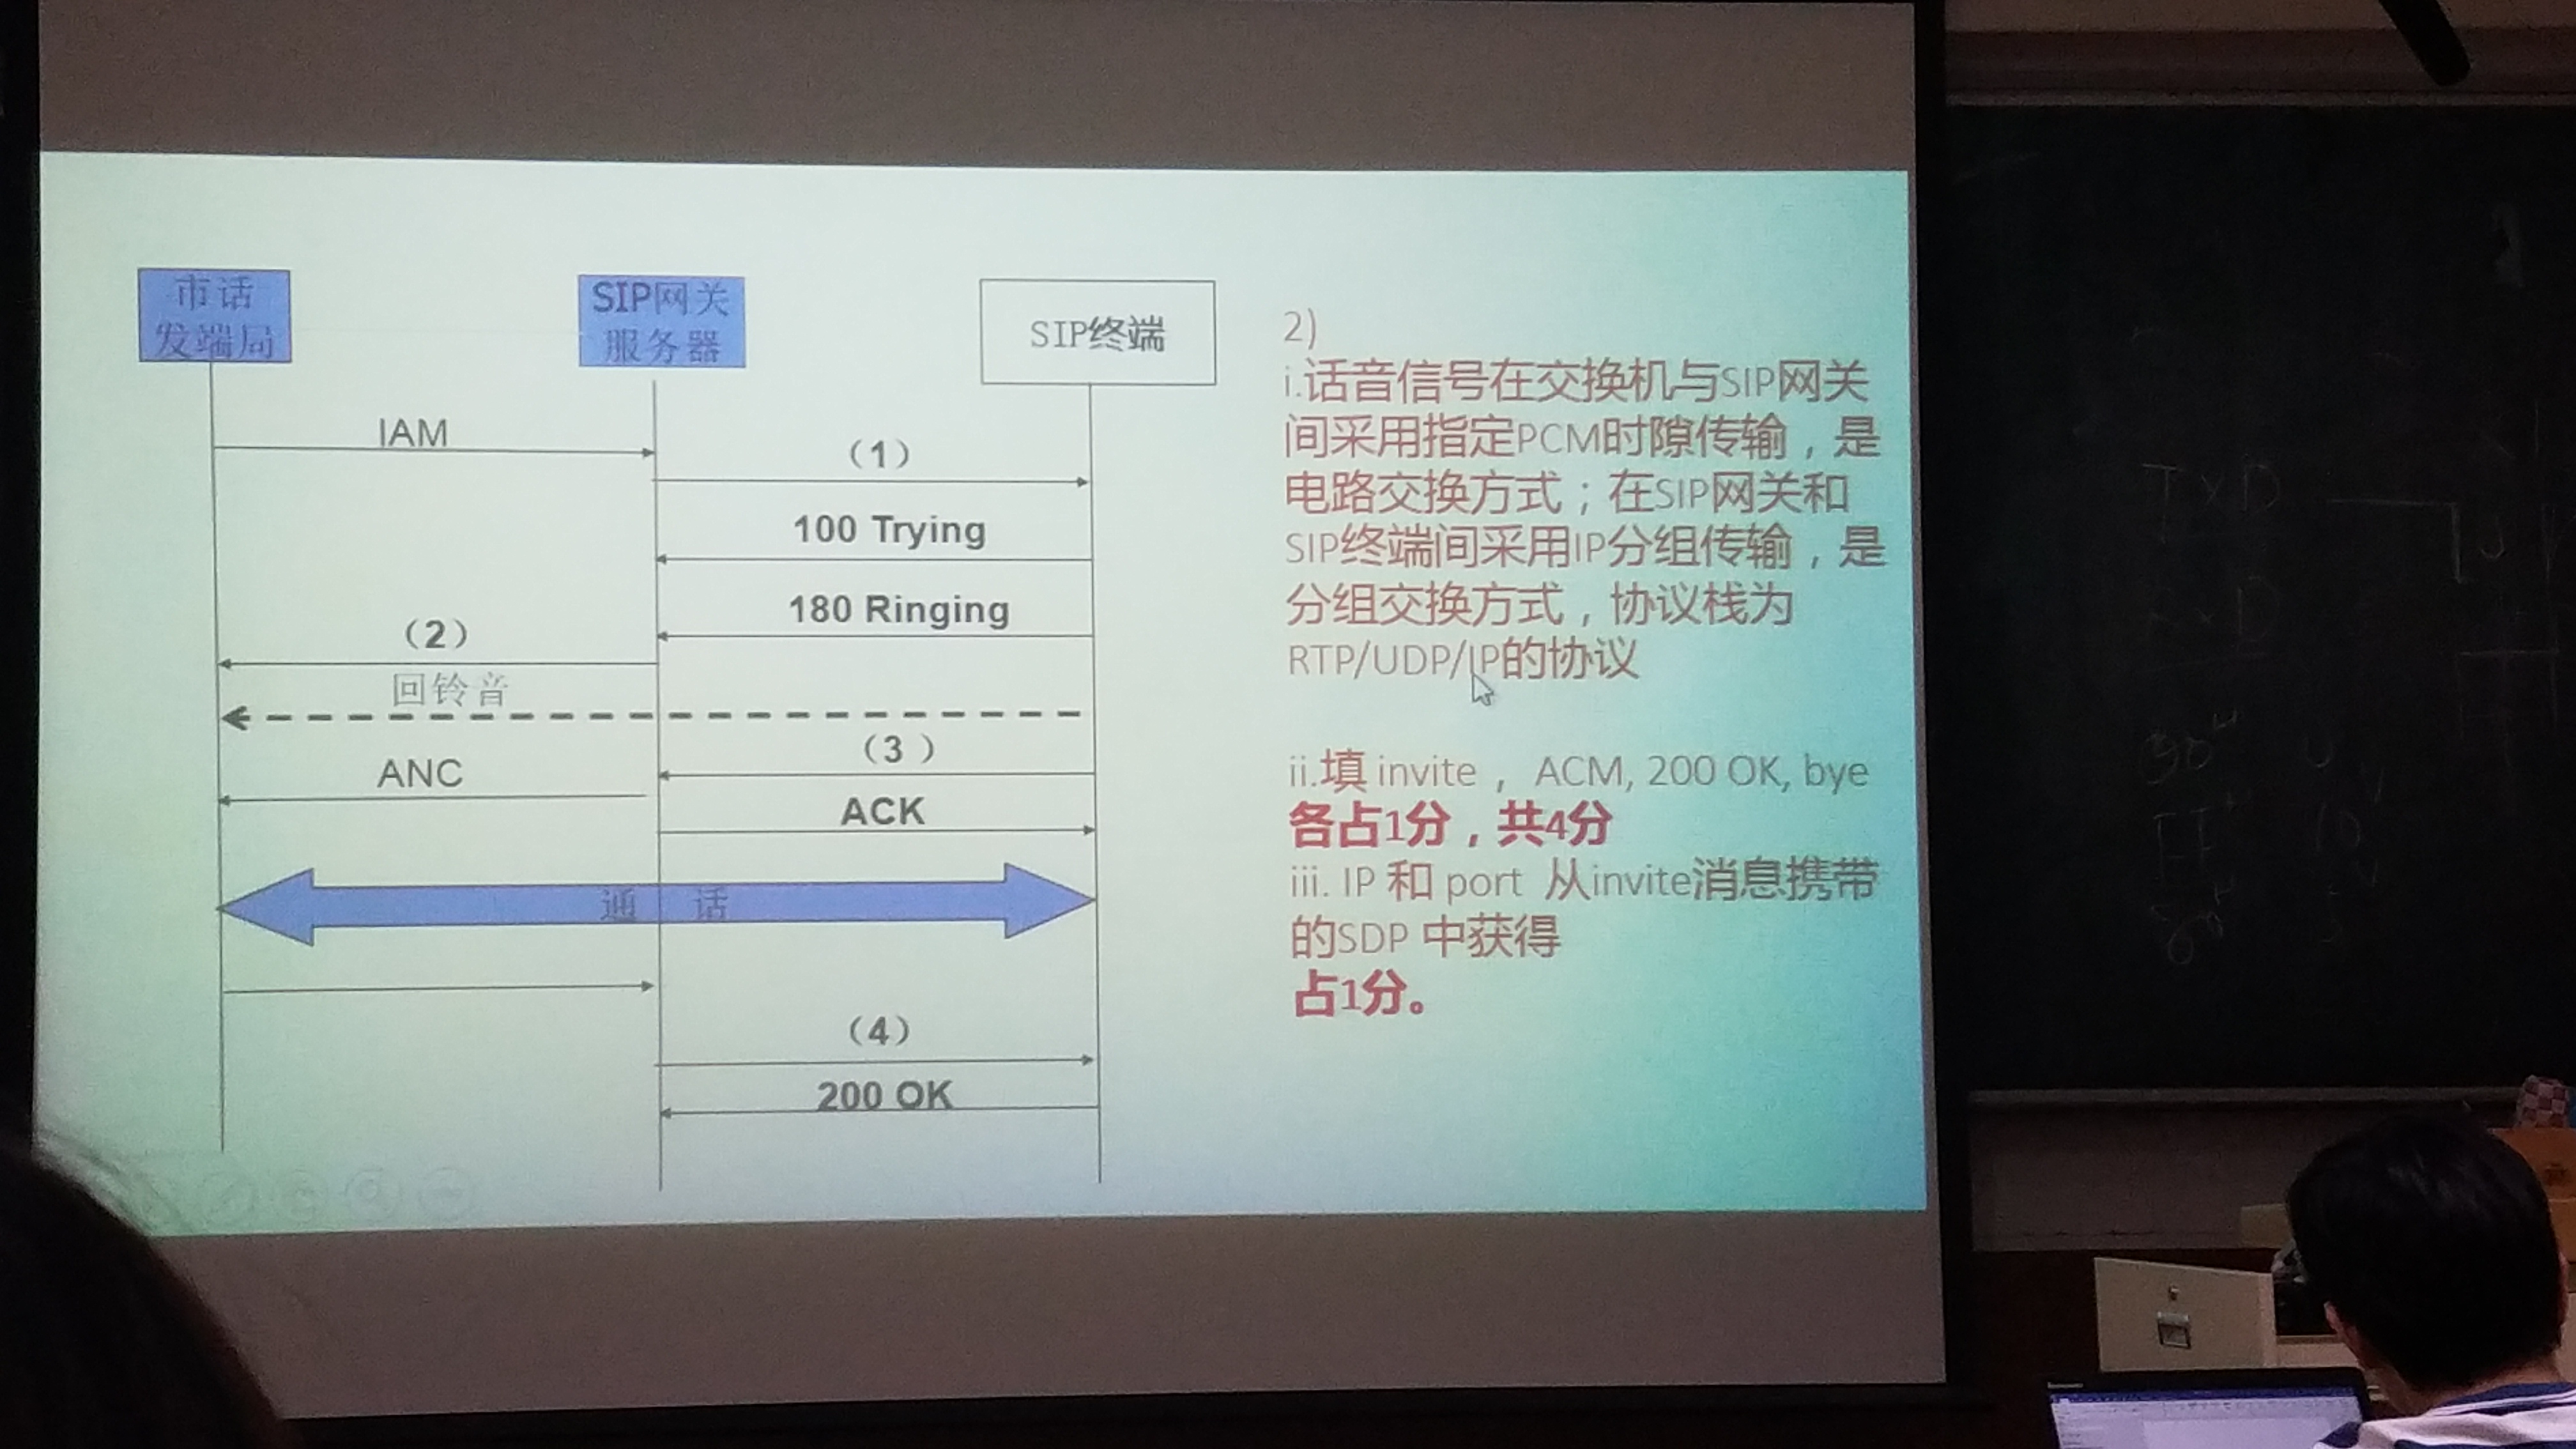 市话
发端局
SIP网关
服务器
SIP终端
IAM
（1）
100 Trying
180 Ringing
（2）
回铃音
（3 ）
ANC
ACK
通 话
（4）
200 OK
2)
i.话音信号在交换机与SIP网关
间采用指定PCM时隙传输，是
电路交换方式；在SIP网关和
SIP终端间采用IP分组传输，是
分组交换方式，协议栈为
RTP/UDP/IP的协议
ii.填 invite ，ACM, 200 OK, bye
各占1分，共4分
iii. IP 和 port 从invite消息携带
的SDP 中获得
占1分。
TxD